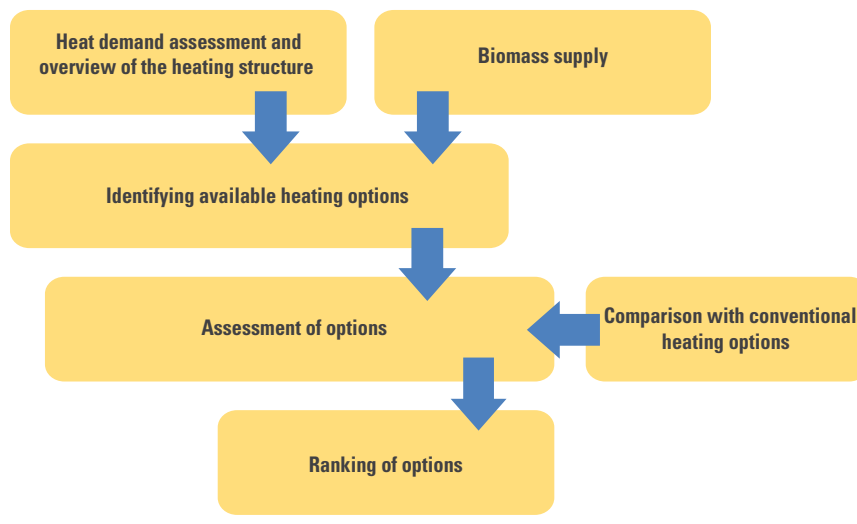 Heat demand assessment and
overview of the heating structure
Biomass supply
Identifying available heating options
Assessment of options
Comparison with conventional
heating options
Ranking of options